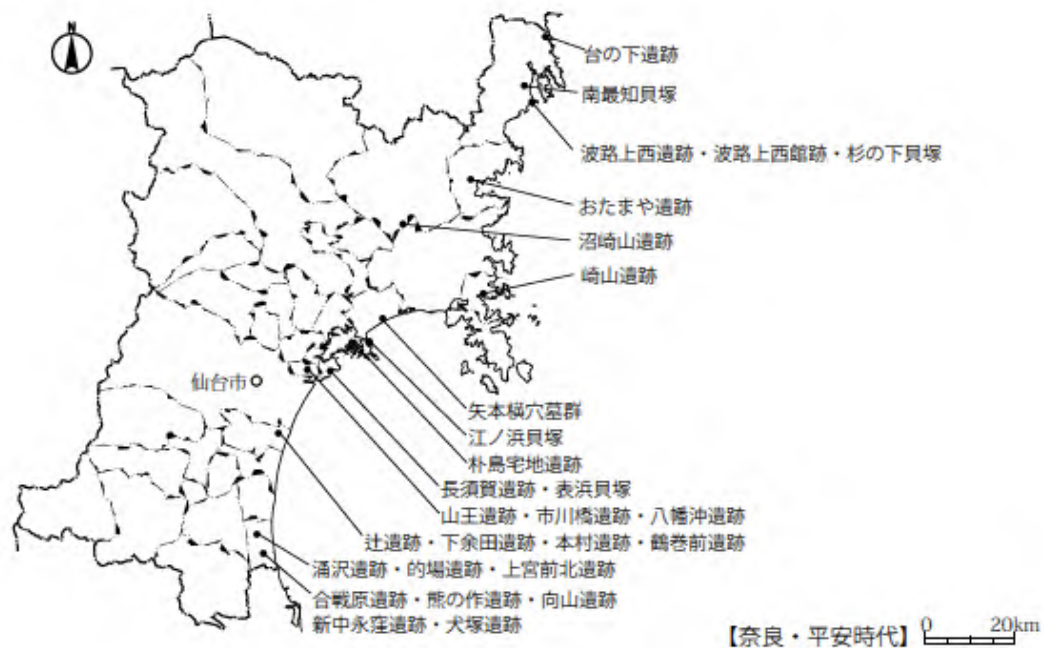 N
台の下遺跡
南最知貝塚
波路上西遺跡・波路上西館跡・杉の下貝塚
おたまや遺跡
沼崎山遺跡
崎山遺跡
仙台市
矢本横穴墓群
江ノ浜貝塚
朴島宅地遺跡
長須賀遺跡・表浜貝塚
山王遺跡・市川橋遺跡・八幡沖遺跡
辻遺跡・下余田遺跡・本村遺跡・鶴巻前遺跡
涌沢遺跡・的場遺跡・上宮前北遺跡
合戦原遺跡・熊の作遺跡・向山遺跡
新中永窪遺跡・犬塚遺跡
【奈良・平安時代】 0 20km